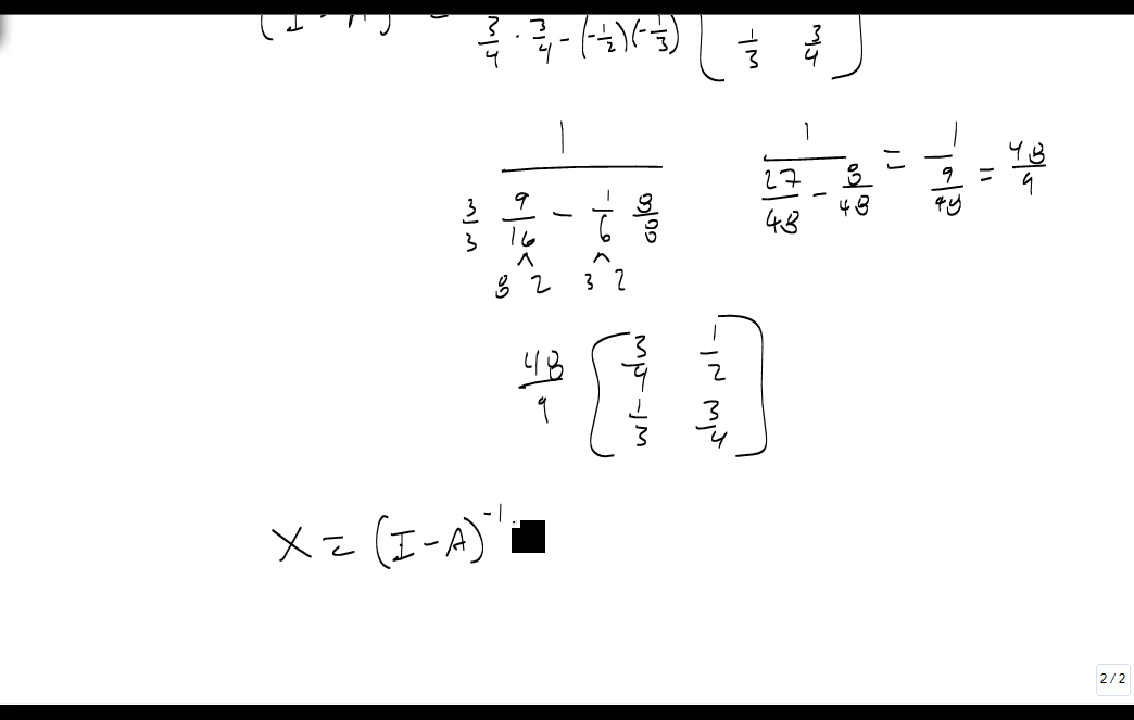 (I - A) =
1/(3/4 · 3/4 - (-1/2)(-1/3)) [ 1/3 3/4 ]
1/(3/3 9/16 - 1/6 8/8)
8 2 3 2
1/(27/48 - 8/48) = 1/(9/48) = 48/9
48/9 [ 3/4 1/2
1/3 3/4 ]
X = (I - A)^-1
2 / 2